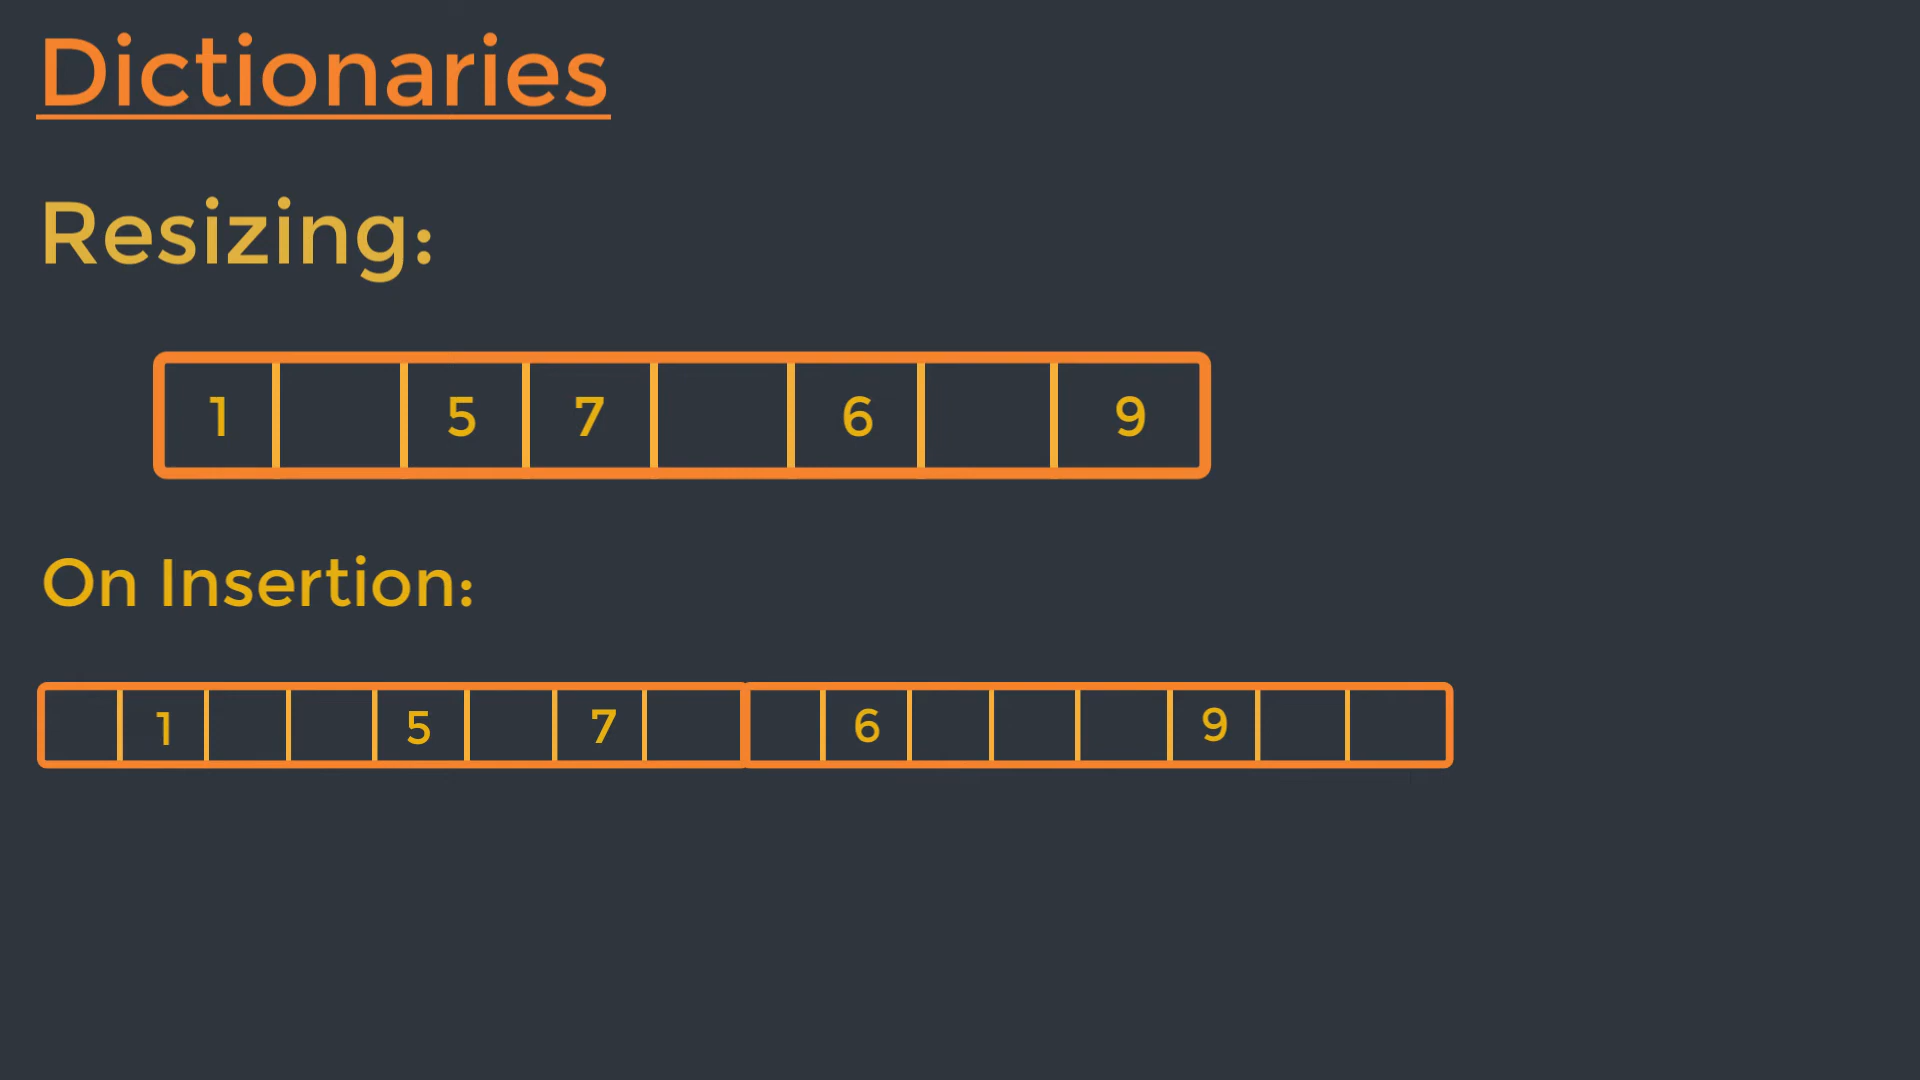 Dictionaries
Resizing:
1 5 7 6 9
On Insertion:
1 5 7 6 9